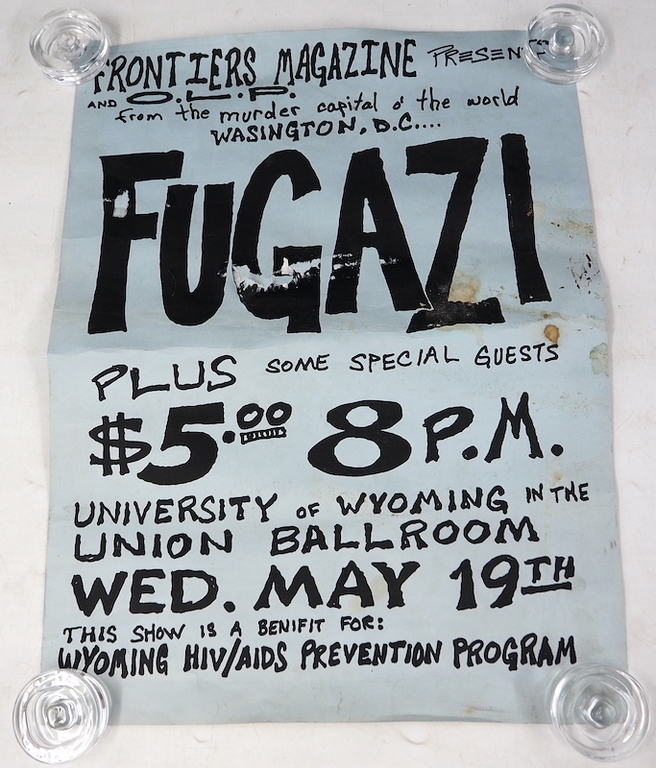 FRONTIERS MAGAZINE PRESENTS
AND O.L.P.
from the murder capital o' the world
WASINGTON, D.C....
FUGAZI
PLUS SOME SPECIAL GUESTS
$5.00 8 P.M.
UNIVERSITY OF WYOMING IN THE
UNION BALLROOM
WED. MAY 19TH
THIS SHOW IS A BENIFIT FOR:
WYOMING HIV/AIDS PREVENTION PROGRAM